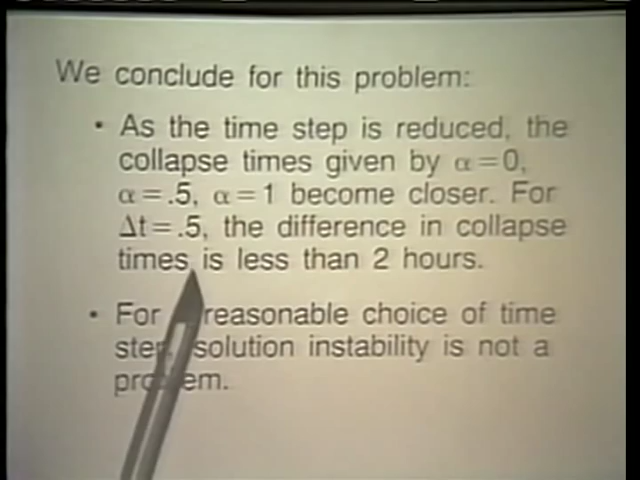 We conclude for this problem:
• As the time step is reduced, the
collapse times given by α = 0,
α = .5, α = 1 become closer. For
Δt = .5, the difference in collapse
times is less than 2 hours.
• For reasonable choice of time
step, solution instability is not a
problem.